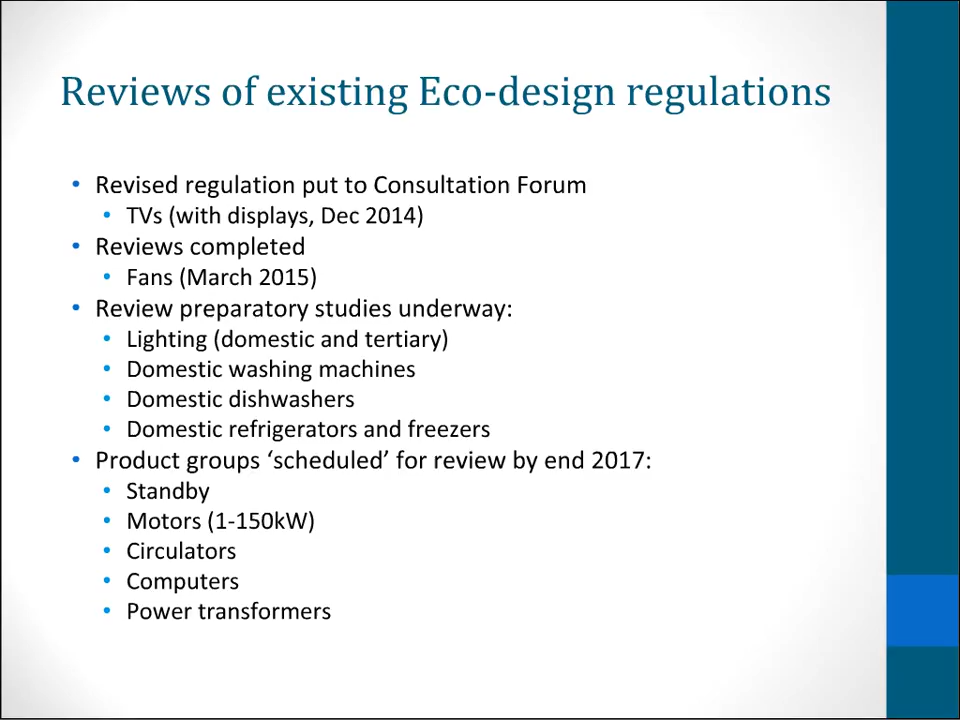 Reviews of existing Eco-design regulations
• Revised regulation put to Consultation Forum
• TVs (with displays, Dec 2014)
• Reviews completed
• Fans (March 2015)
• Review preparatory studies underway:
• Lighting (domestic and tertiary)
• Domestic washing machines
• Domestic dishwashers
• Domestic refrigerators and freezers
• Product groups ‘scheduled’ for review by end 2017:
• Standby
• Motors (1-150kW)
• Circulators
• Computers
• Power transformers